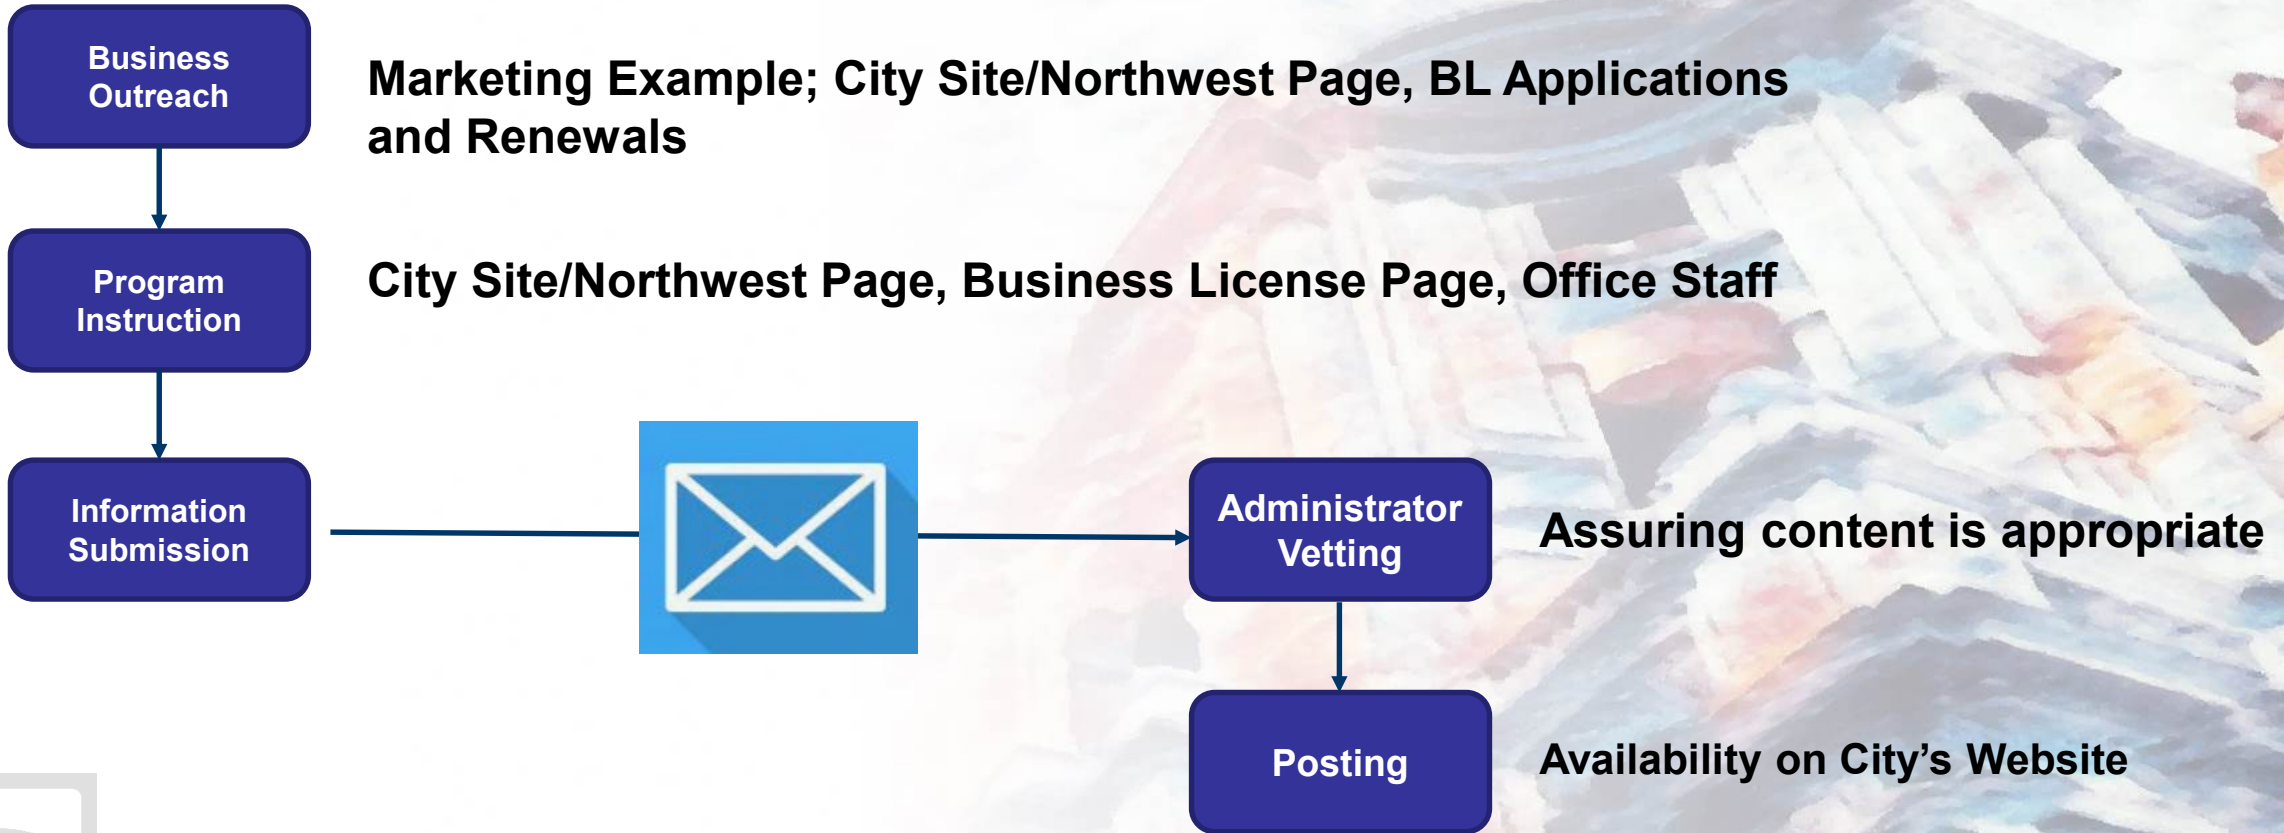 Business
Outreach
Marketing Example; City Site/Northwest Page, BL Applications
and Renewals
Program
Instruction
City Site/Northwest Page, Business License Page, Office Staff
Information
Submission
Administrator
Vetting
Assuring content is appropriate
Posting
Availability on City’s Website